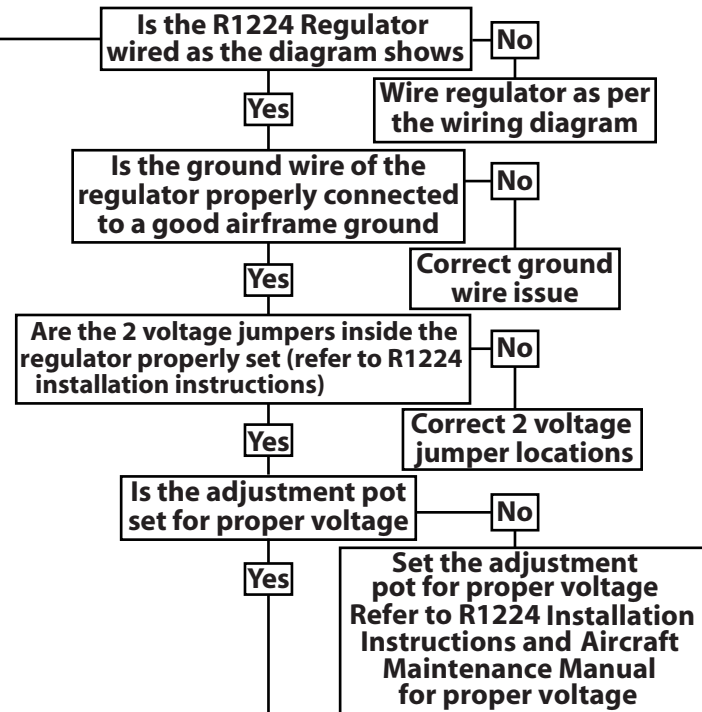 Is the R1224 Regulator
wired as the diagram shows
No
Wire regulator as per
the wiring diagram
Yes
Is the ground wire of the
regulator properly connected
to a good airframe ground
No
Correct ground
wire issue
Yes
Are the 2 voltage jumpers inside the
regulator properly set (refer to R1224
installation instructions)
No
Correct 2 voltage
jumper locations
Yes
Is the adjustment pot
set for proper voltage
No
Set the adjustment
pot for proper voltage
Refer to R1224 Installation
Instructions and Aircraft
Maintenance Manual
for proper voltage
Yes